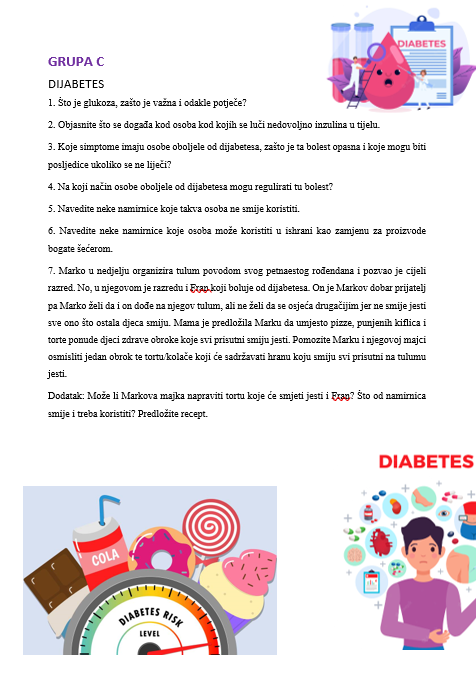 DIABETES
GRUPA C
DIJABETES
1. Što je glukoza, zašto je važna i odakle potječe?
2. Objasnite što se događa kod osoba kod kojih se luči nedovoljno inzulina u tijelu.
3. Koje simptome imaju osobe oboljele od dijabetesa, zašto je ta bolest opasna i koje mogu biti
posljedice ukoliko se ne liječi?
4. Na koji način osobe oboljele od dijabetesa mogu regulirati tu bolest?
5. Navedite neke namirnice koje takva osoba ne smije koristiti.
6. Navedite neke namirnice koje osoba može koristiti u ishrani kao zamjenu za proizvode
bogate šećerom.
7. Marko u nedjelju organizira tulum povodom svog petnaestog rođendana i pozvao je cijeli
razred. No, u njegovom je razredu i Fran koji boluje od dijabetesa. On je Markov dobar prijatelj
pa Marko želi da i on dođe na njegov tulum, ali ne želi da se osjeća drugačijim jer ne smije jesti
sve ono što ostala djeca smiju. Mama je predložila Marku da umjesto pizze, punjenih kiflica i
torte ponude djeci zdrave obroke koje svi prisutni smiju jesti. Pomozite Marku i njegovoj majci
osmisliti jedan obrok te tortu/kolače koji će sadržavati hranu koju smiju svi prisutni na tulumu
jesti.
Dodatak: Može li Markova majka napraviti tortu koje će smjeti jesti i Fran? Što od namirnica
smije i treba koristiti? Predložite recept.
DIABETES
COLA
DIABETES RISK
LEVEL